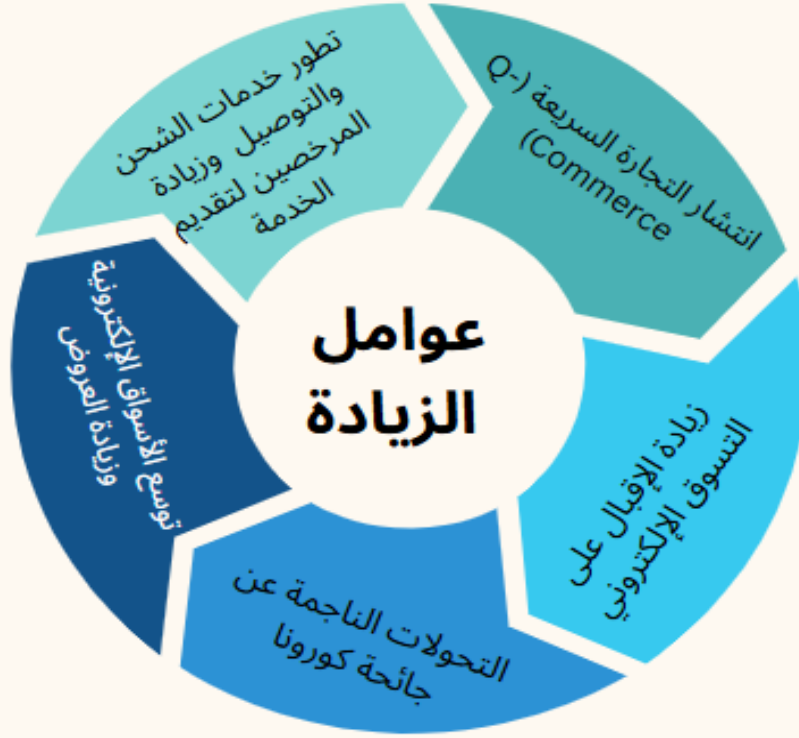 عوامل
الزيادة
انتشار التجارة السريعة (Q-
Commerce)
زيادة الإقبال على
التسوق الإلكتروني
التحولات الناجمة عن
جائحة كورونا
توسع الأسواق الإلكترونية
وزيادة العروض
تطور خدمات الشحن
والتوصيل وزيادة
المرخصين لتقديم
الخدمة